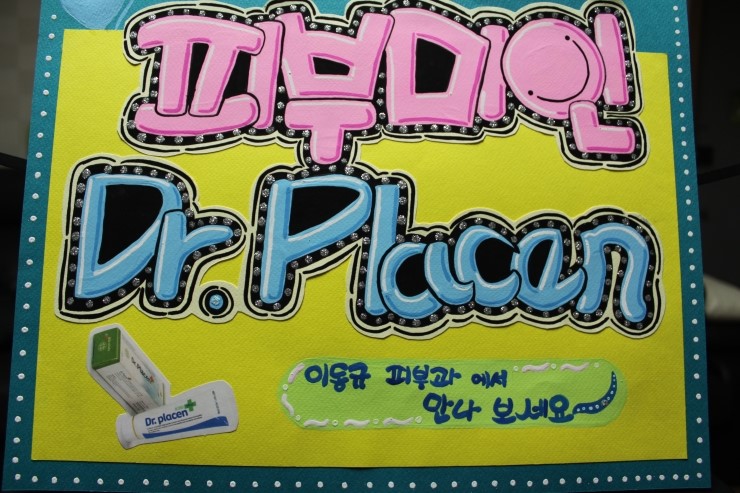 피부미인
Dr. Placen
Dr. placen
이동규 피부과 에서
만나 보세요